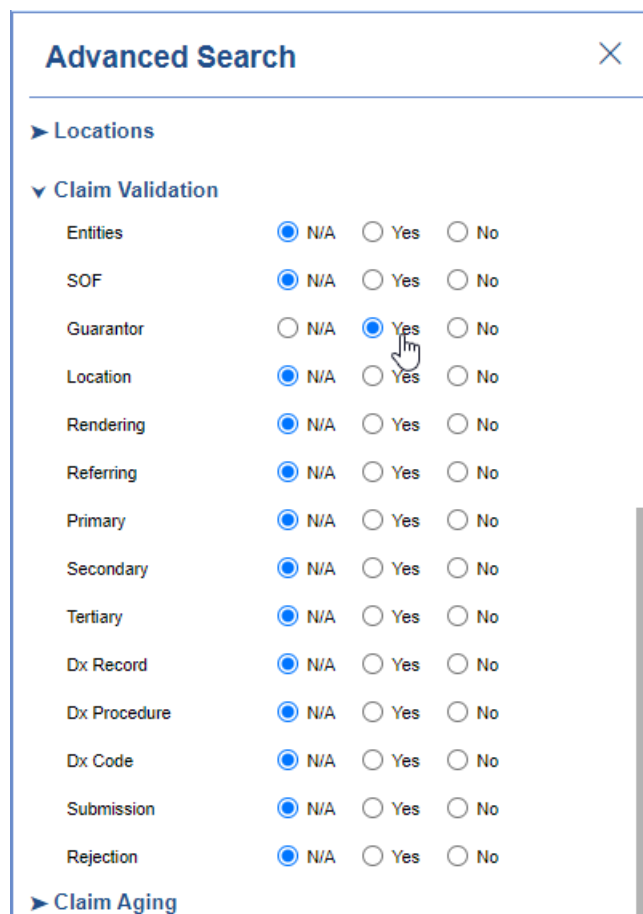 Advanced Search
Locations
Claim Validation
Entities N/A Yes No
SOF N/A Yes No
Guarantor N/A Yes No
Location N/A Yes No
Rendering N/A Yes No
Referring N/A Yes No
Primary N/A Yes No
Secondary N/A Yes No
Tertiary N/A Yes No
Dx Record N/A Yes No
Dx Procedure N/A Yes No
Dx Code N/A Yes No
Submission N/A Yes No
Rejection N/A Yes No
Claim Aging